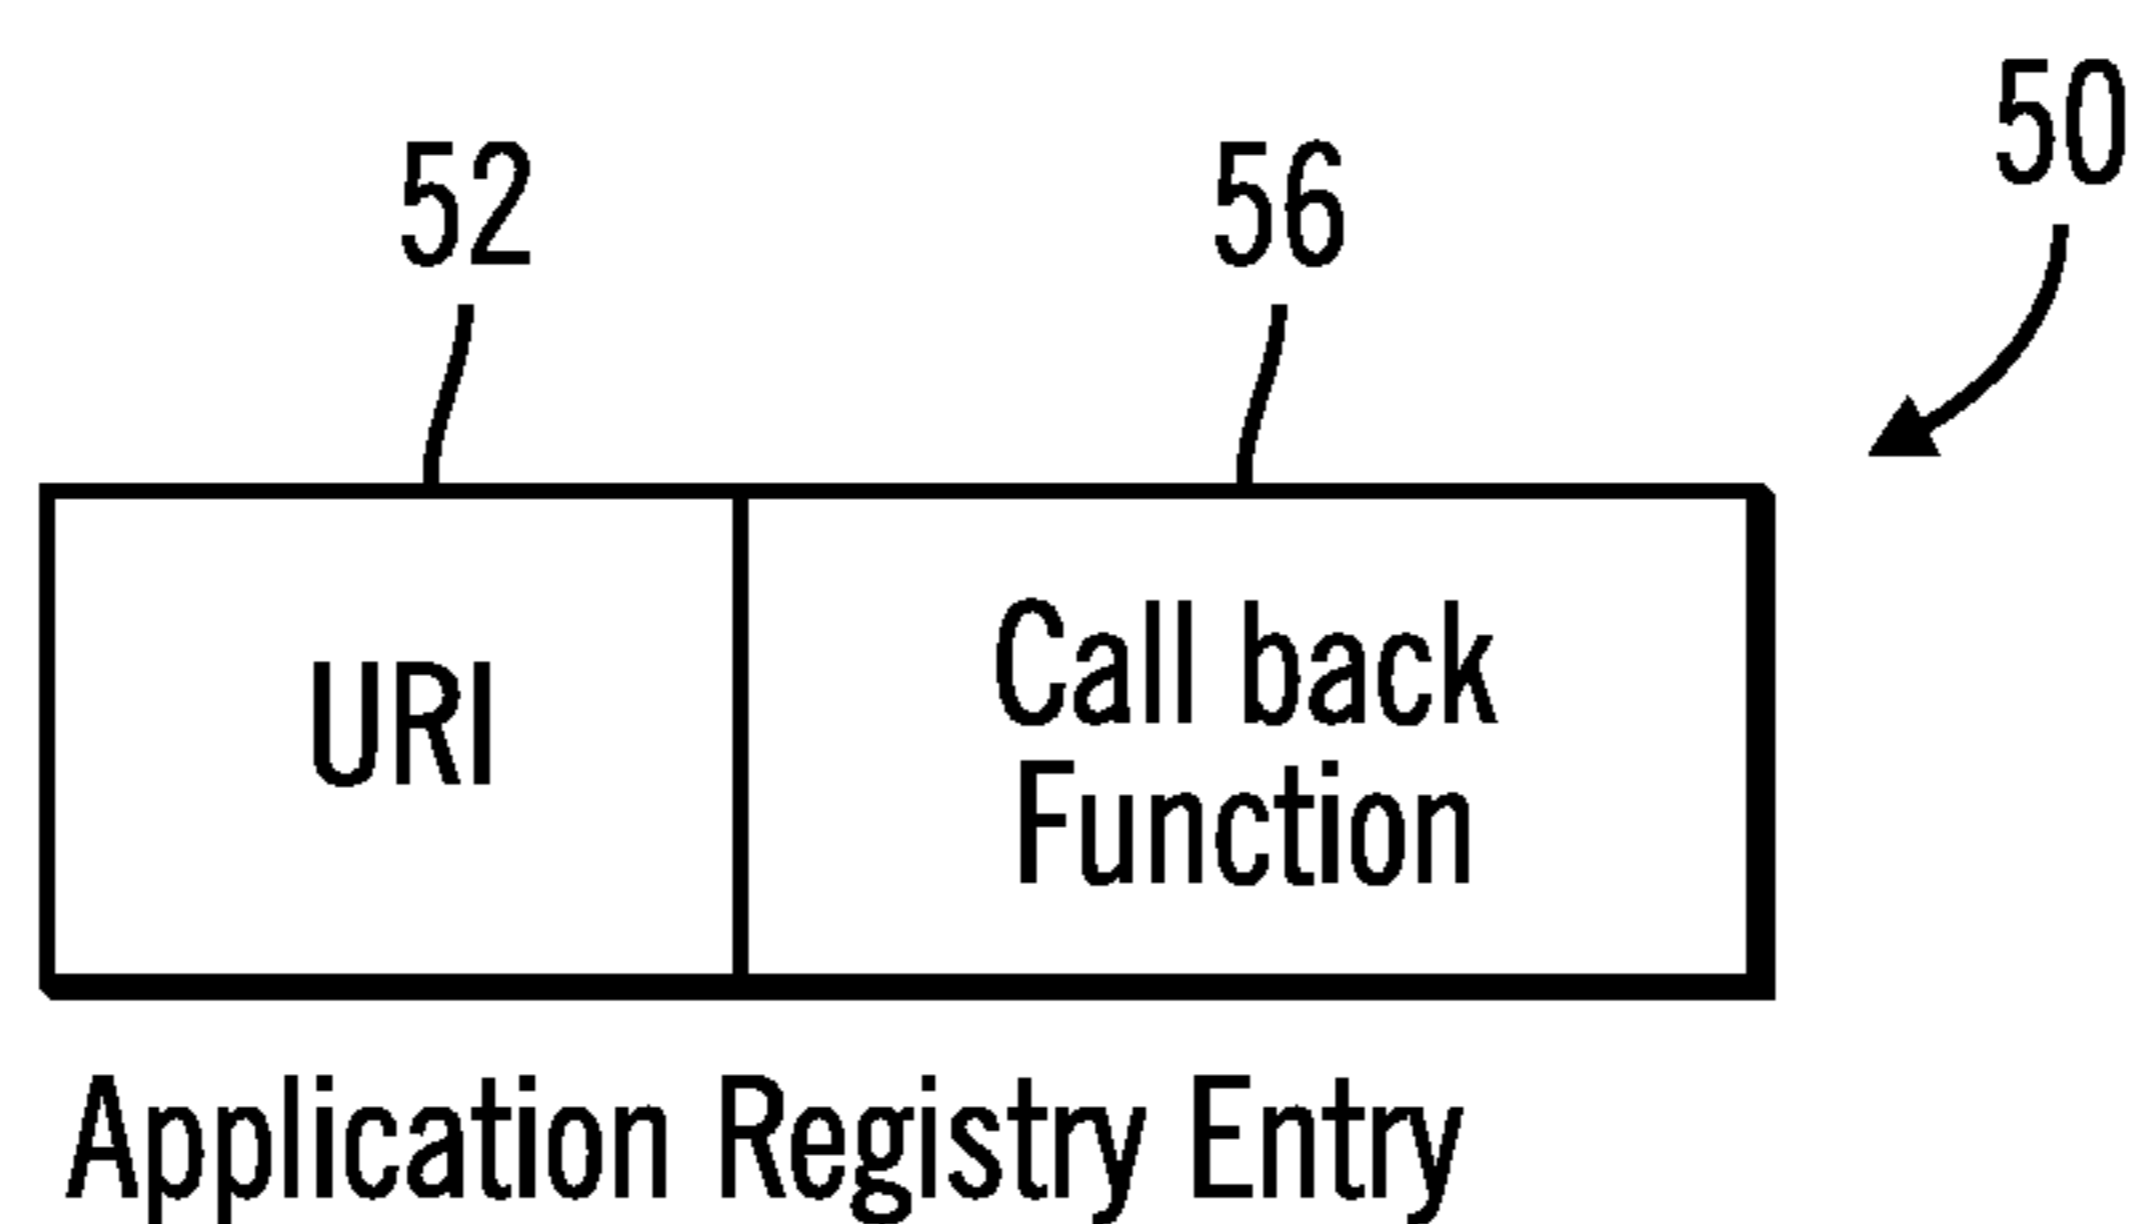 50
52 56
URI
Call back
Function
Application Registry Entry